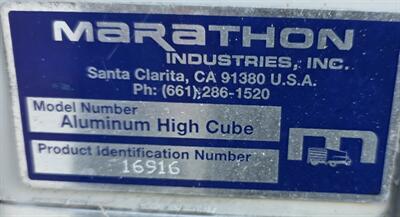 MARATHON
INDUSTRIES, INC.
Santa Clarita, CA 91380 U.S.A.
Ph: (661) 286-1520
Model Number
Aluminum High Cube
Product Identification Number
16916